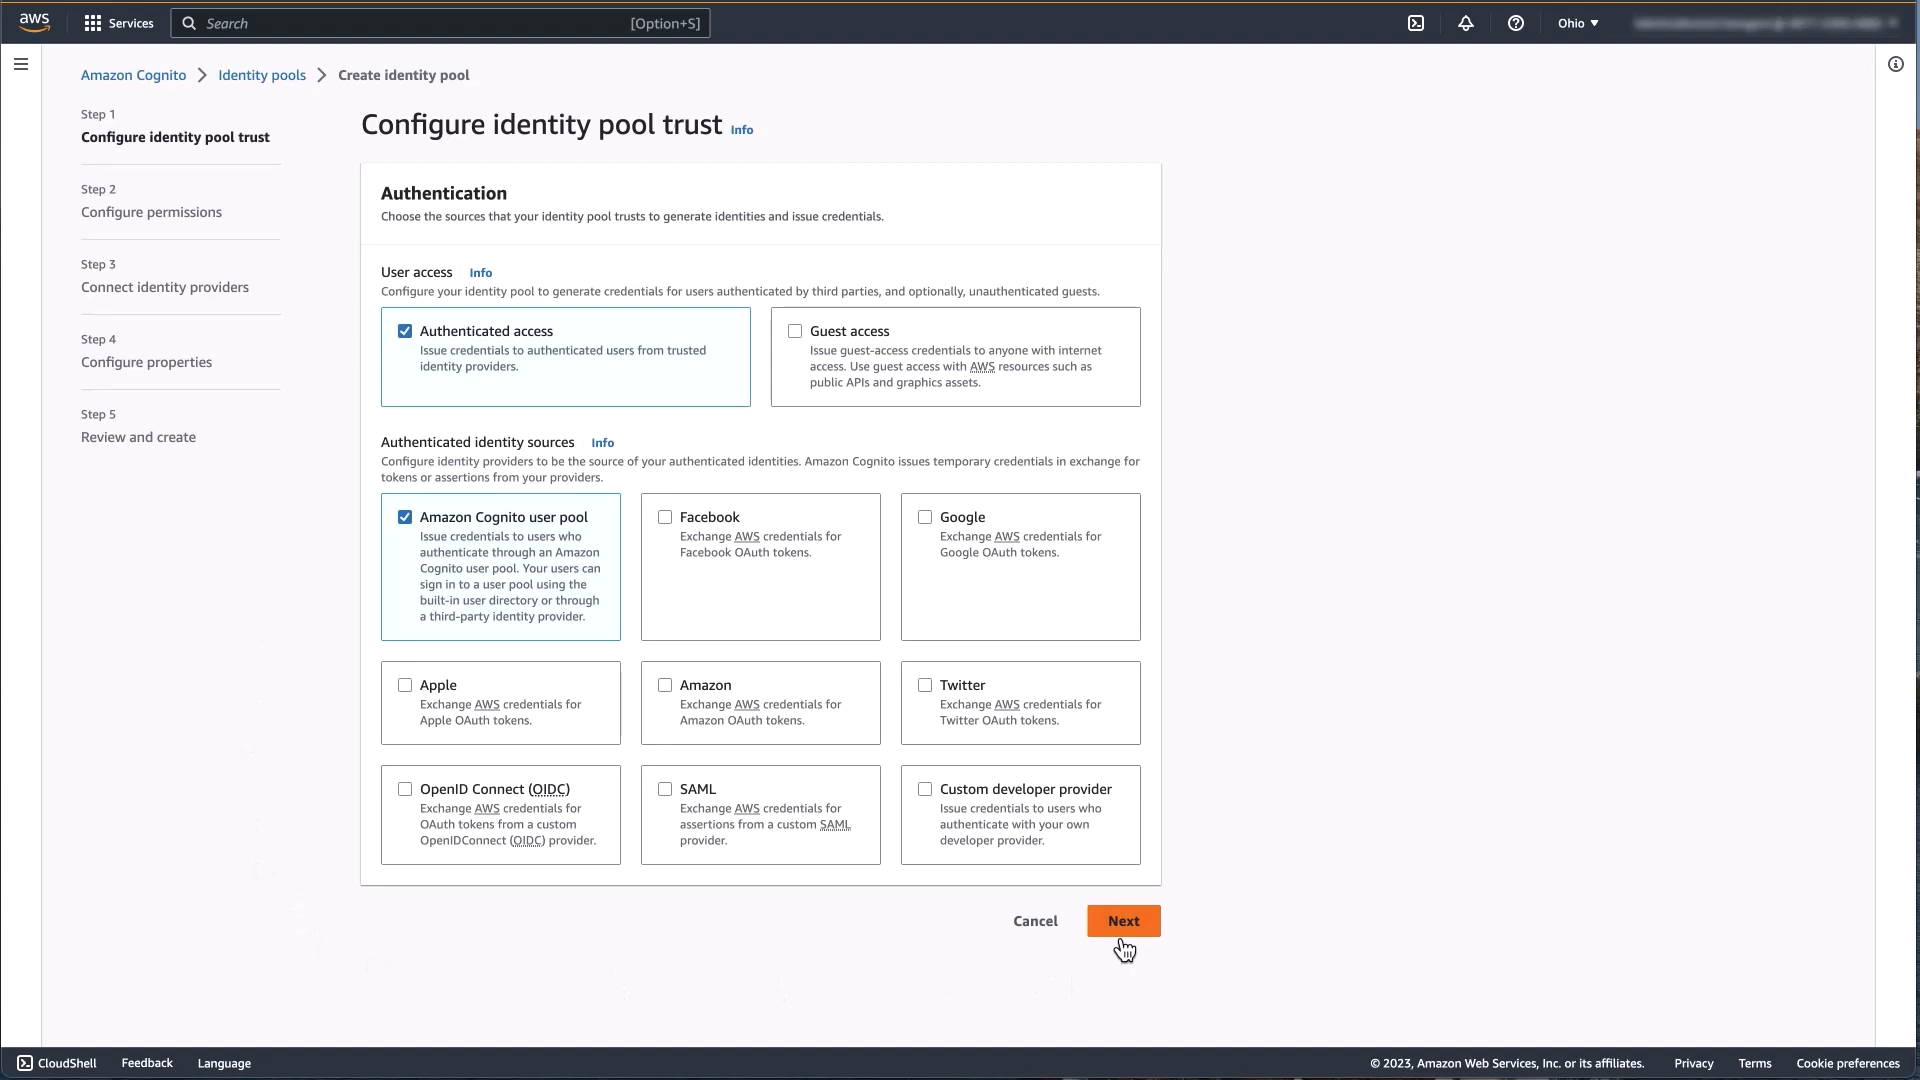 aws
Services
Search
[Option+S]
Ohio
Amazon Cognito
Identity pools
Create identity pool
Step 1
Configure identity pool trust
Step 2
Configure permissions
Step 3
Connect identity providers
Step 4
Configure properties
Step 5
Review and create
Configure identity pool trust Info
Authentication
Choose the sources that your identity pool trusts to generate identities and issue credentials.
User access Info
Configure your identity pool to generate credentials for users authenticated by third parties, and optionally, unauthenticated guests.
Authenticated access
Issue credentials to authenticated users from trusted
identity providers.
Guest access
Issue guest-access credentials to anyone with internet
access. Use guest access with AWS resources such as
public APIs and graphics assets.
Authenticated identity sources Info
Configure identity providers to be the source of your authenticated identities. Amazon Cognito issues temporary credentials in exchange for
tokens or assertions from your providers.
Amazon Cognito user pool
Issue credentials to users who
authenticate through an Amazon
Cognito user pool. Your users can
sign in to a user pool using the
built-in user directory or through
a third-party identity provider.
Facebook
Exchange AWS credentials for
Facebook OAuth tokens.
Google
Exchange AWS credentials for
Google OAuth tokens.
Apple
Exchange AWS credentials for
Apple OAuth tokens.
Amazon
Exchange AWS credentials for
Amazon OAuth tokens.
Twitter
Exchange AWS credentials for
Twitter OAuth tokens.
OpenID Connect (OIDC)
Exchange AWS credentials for
OAuth tokens from a custom
OpenIDConnect (OIDC) provider.
SAML
Exchange AWS credentials for
assertions from a custom SAML
provider.
Custom developer provider
Issue credentials to users who
authenticate with your own
developer provider.
Cancel
Next
CloudShell
Feedback
Language
© 2023, Amazon Web Services, Inc. or its affiliates.
Privacy
Terms
Cookie preferences